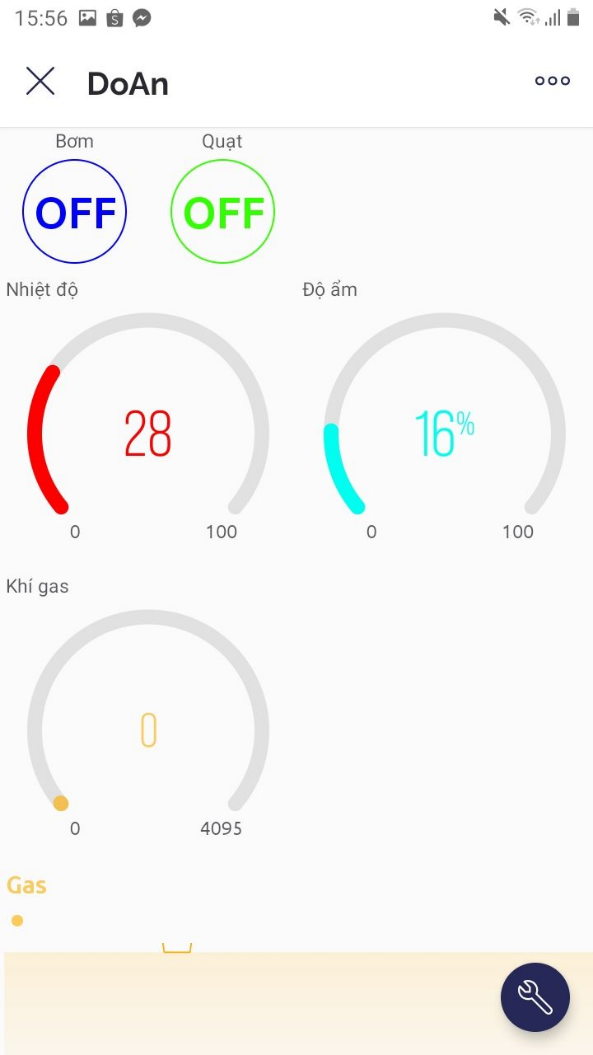 15:56
DoAn
Bơm Quạt
OFF OFF
Nhiệt độ Độ ẩm
28 16%
0 100 0 100
Khí gas
0
0 4095
Gas